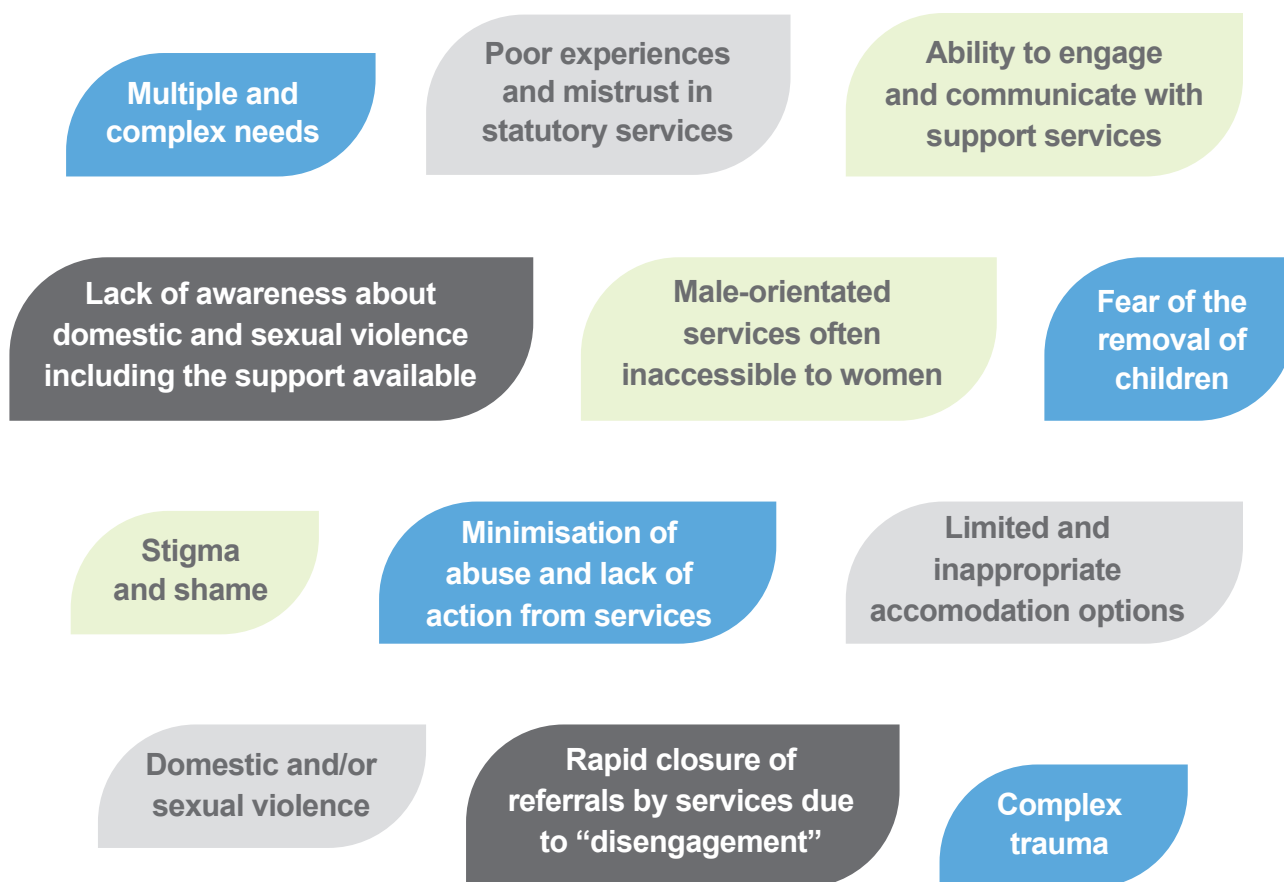 Multiple and
complex needs
Poor experiences
and mistrust in
statutory services
Ability to engage
and communicate with
support services
Lack of awareness about
domestic and sexual violence
including the support available
Male-orientated
services often
inaccessible to women
Fear of the
removal of
children
Stigma
and shame
Minimisation of
abuse and lack of
action from services
Limited and
inappropriate
accomodation options
Domestic and/or
sexual violence
Rapid closure of
referrals by services due
to “disengagement”
Complex
trauma